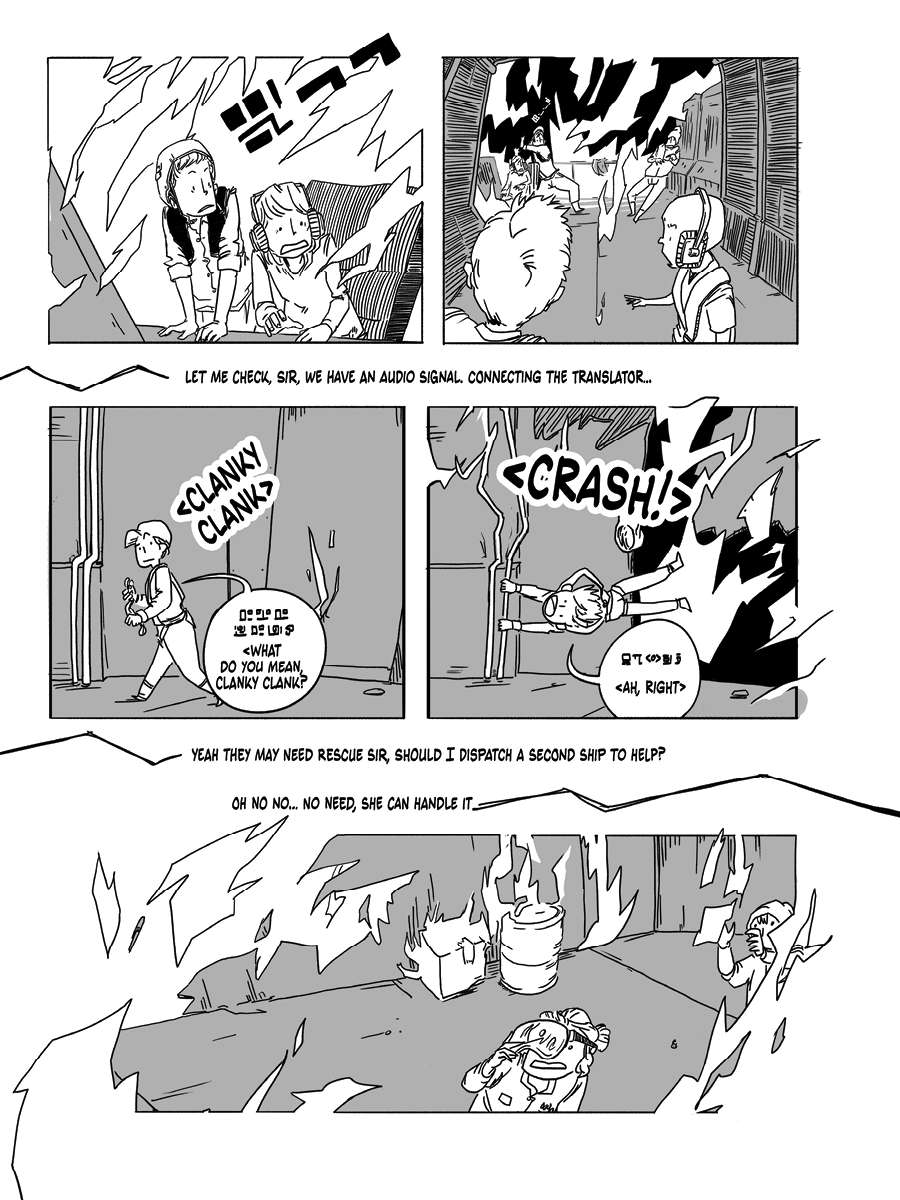 LET ME CHECK, SIR, WE HAVE AN AUDIO SIGNAL. CONNECTING THE TRANSLATOR...
<CLANKY
CLANK>
<WHAT
DO YOU MEAN,
CLANKY CLANK?
<CRASH!>
<AH, RIGHT>
YEAH THEY MAY NEED RESCUE SIR, SHOULD I DISPATCH A SECOND SHIP TO HELP?
OH NO NO... NO NEED, SHE CAN HANDLE IT